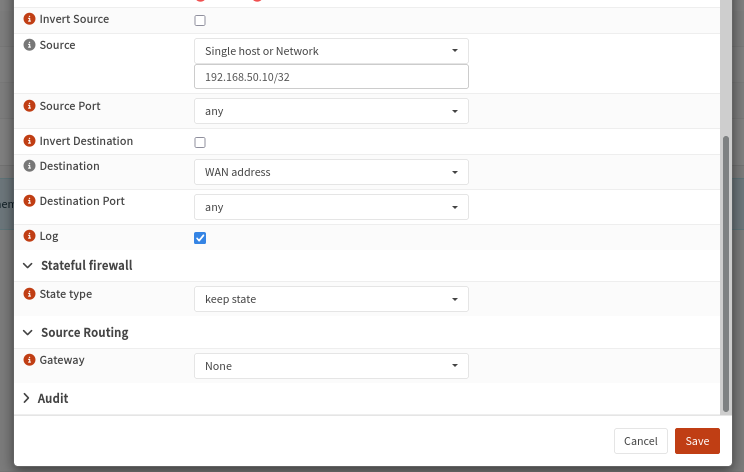 Invert Source
Source
Single host or Network
192.168.50.10/32
Source Port
any
Invert Destination
Destination
WAN address
Destination Port
any
Log
Stateful firewall
State type
keep state
Source Routing
Gateway
None
Audit
Cancel
Save